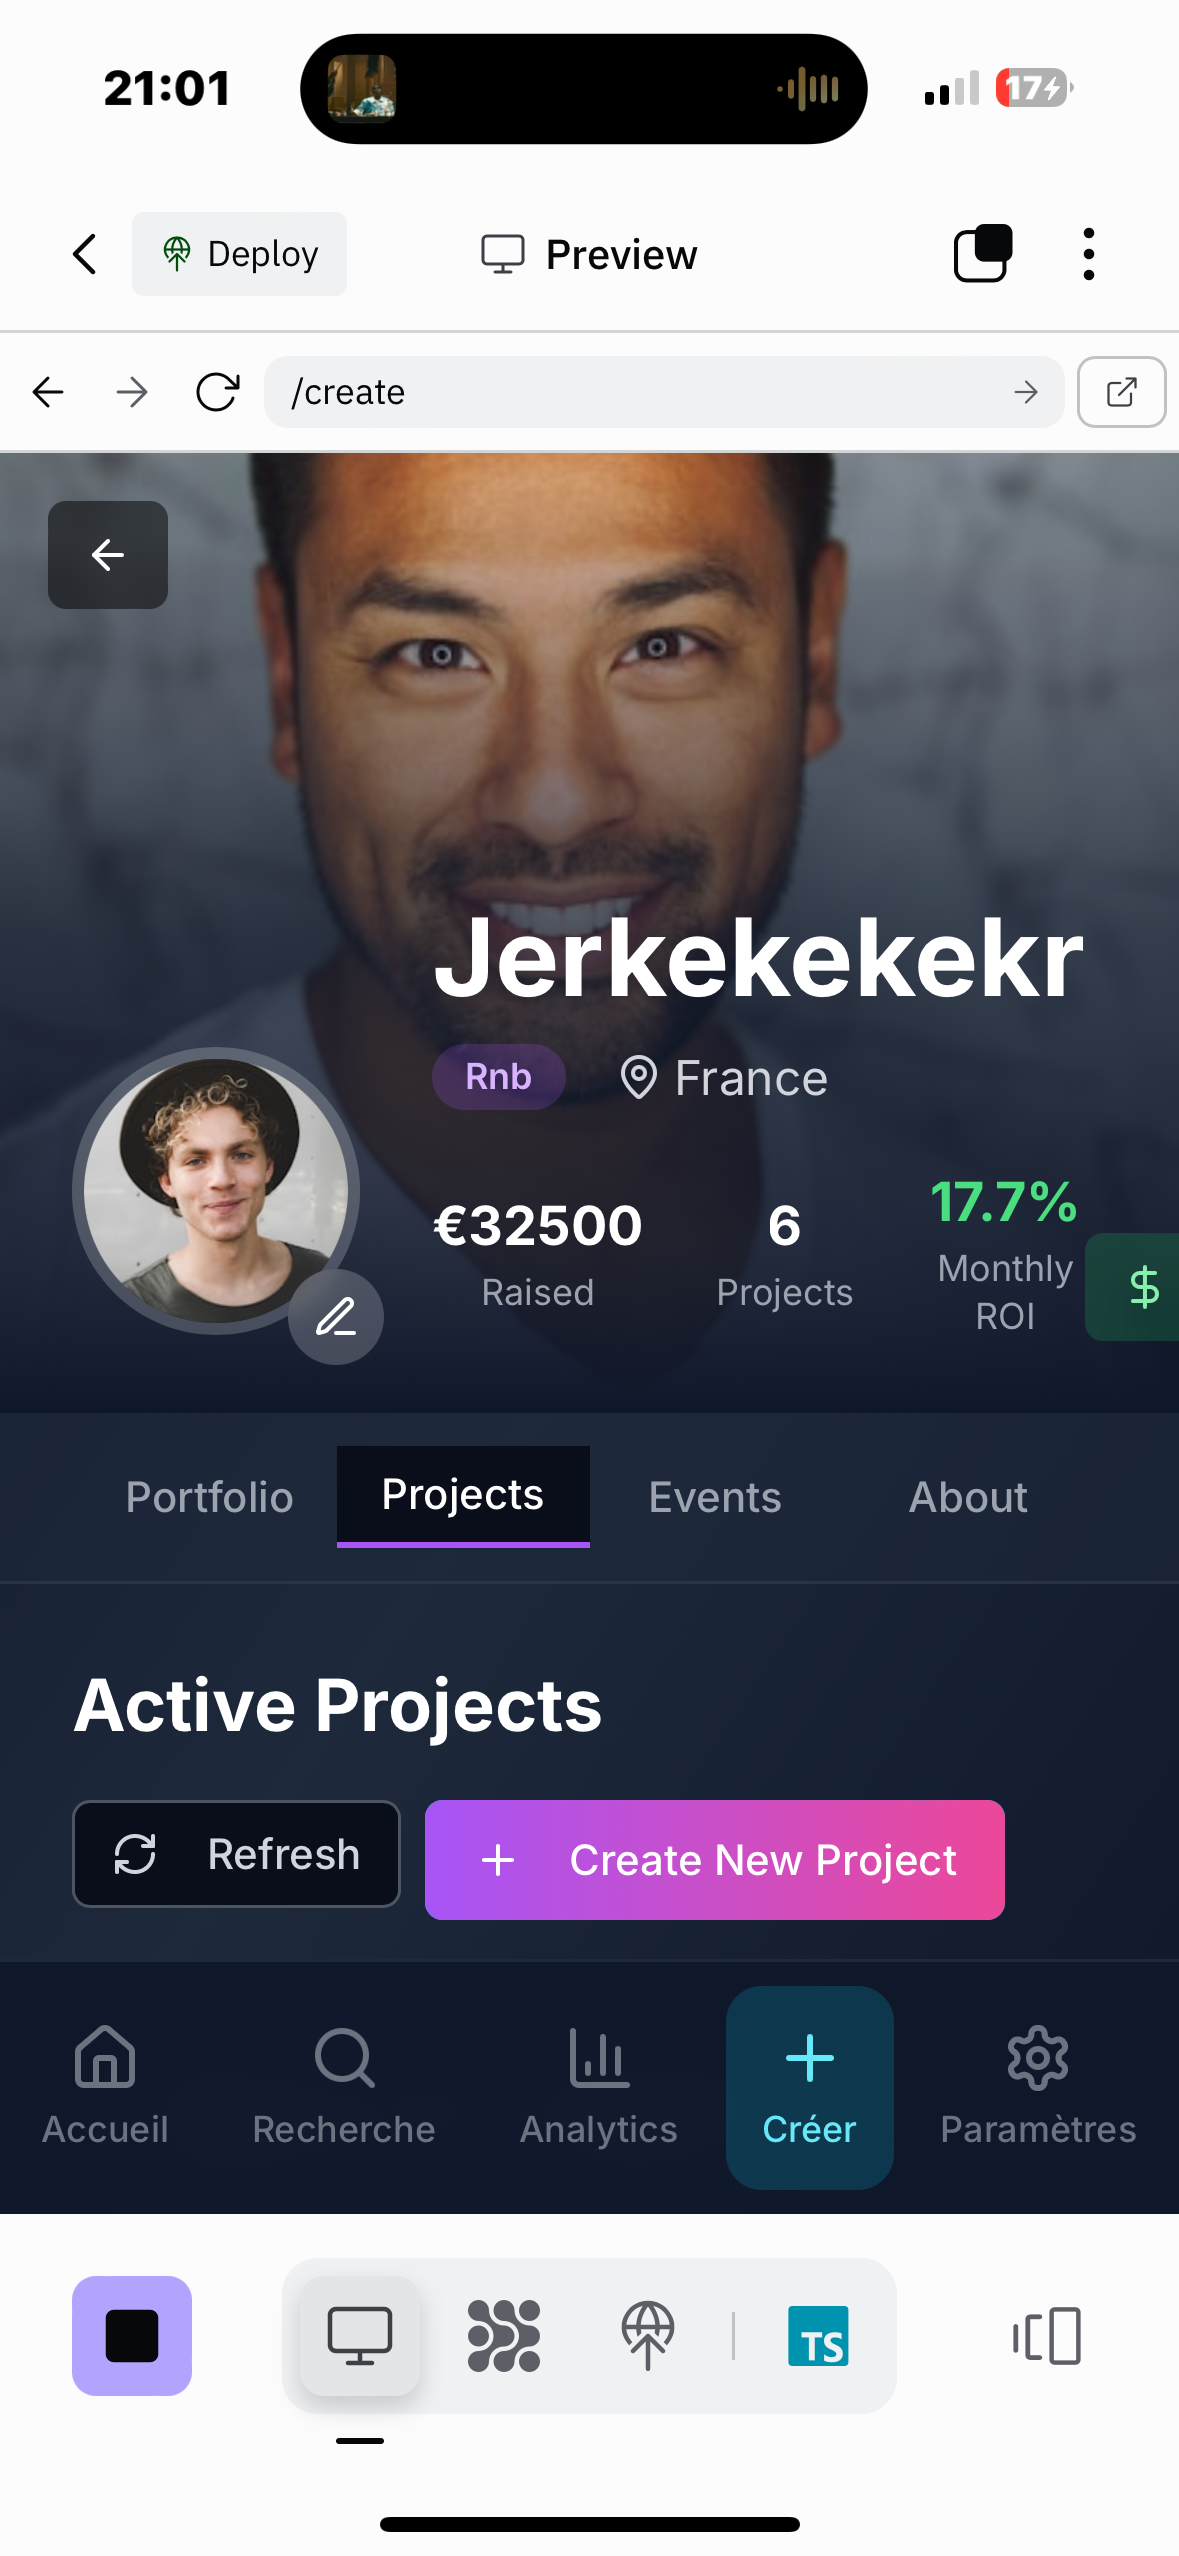 21:01
17
Deploy
Preview
/create
Jerkekekekr
Rnb
France
€32500
Raised
6
Projects
17.7%
Monthly
ROI
Portfolio
Projects
Events
About
Active Projects
Refresh
Create New Project
Accueil
Recherche
Analytics
Créer
Paramètres
TS